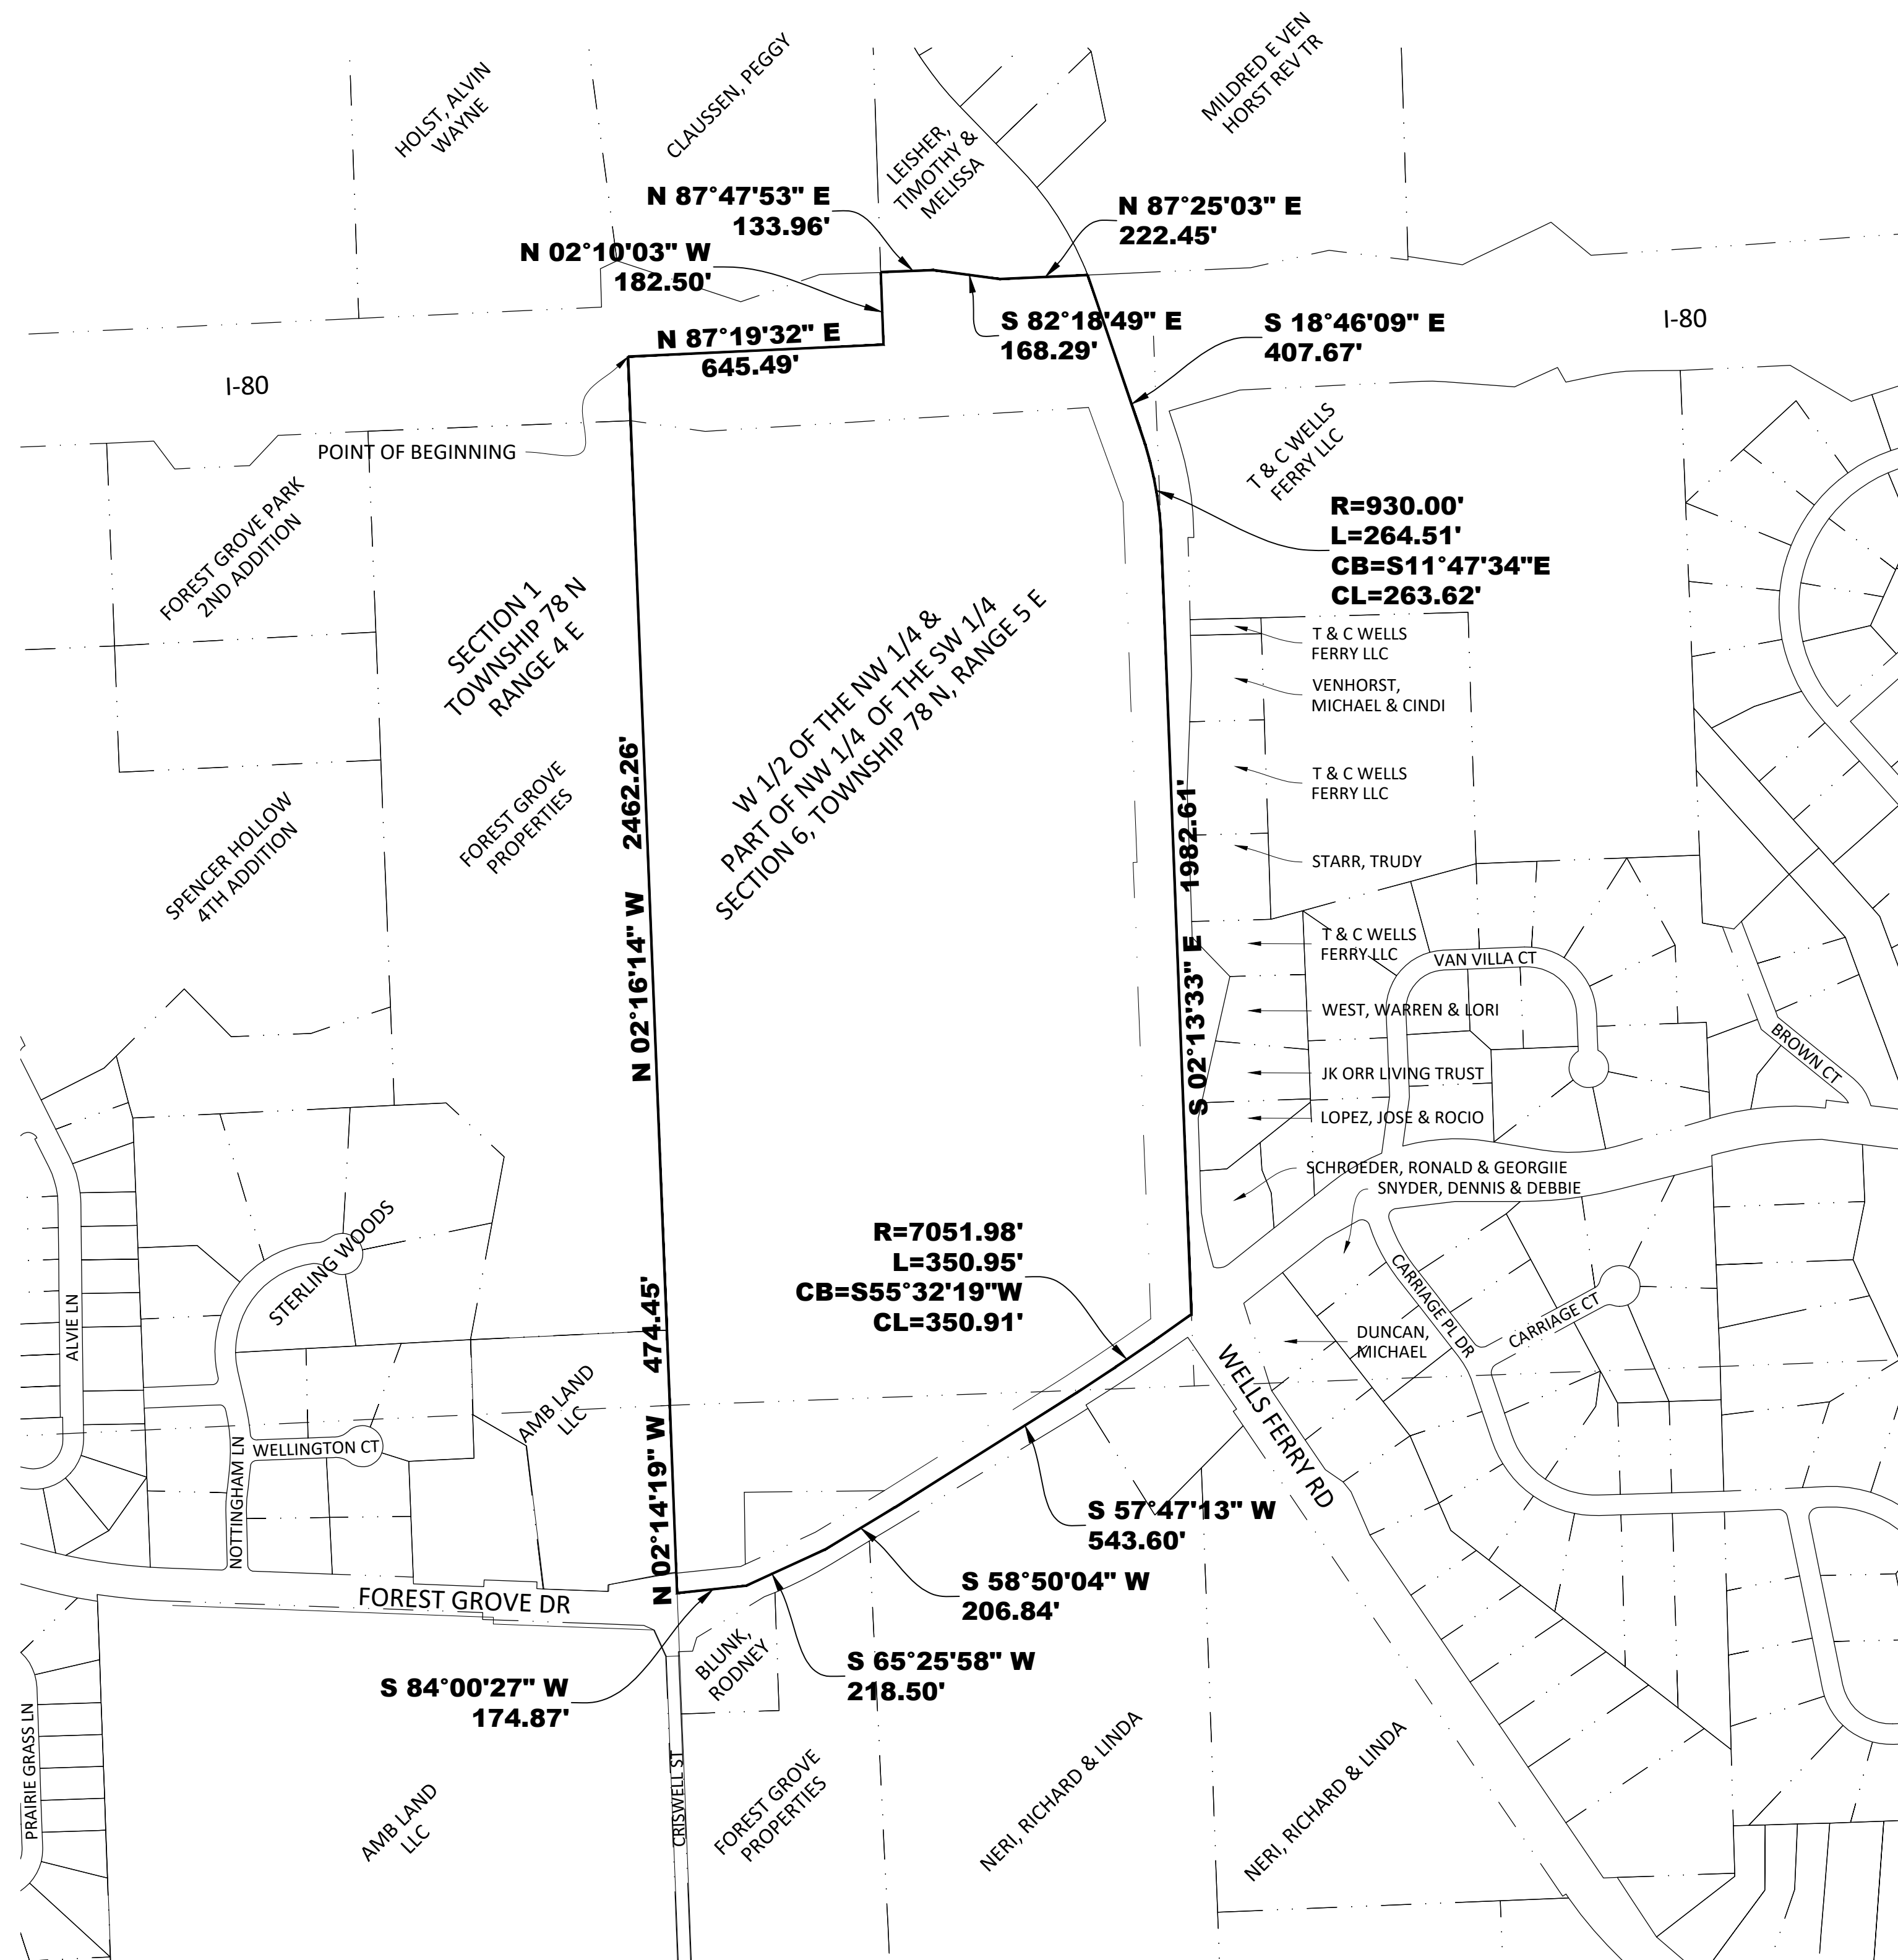 HOLST, ALVIN
WAYNE
CLAUSSEN, PEGGY
LEISHER,
TIMOTHY &
MELISSA
MILDRED E VEN
HORST REV TR
N 87°47'53" E
133.96'
N 87°25'03" E
222.45'
N 02°10'03" W
182.50'
N 87°19'32" E
645.49'
S 82°18'49" E
168.29'
S 18°46'09" E
407.67'
I-80
I-80
POINT OF BEGINNING
T & C WELLS
FERRY LLC
R=930.00'
L=264.51'
CB=S11°47'34"E
CL=263.62'
FOREST GROVE PARK
2ND ADDITION
SECTION 1
TOWNSHIP 78 N
RANGE 4 E
W 1/2 OF THE NW 1/4 &
PART OF NW 1/4 OF THE SW 1/4
SECTION 6, TOWNSHIP 78 N, RANGE 5 E
T & C WELLS
FERRY LLC
VENHORST,
MICHAEL & CINDI
T & C WELLS
FERRY LLC
STARR, TRUDY
SPENCER HOLLOW
4TH ADDITION
FOREST GROVE
PROPERTIES
N 02°16'14" W 2462.26'
S 02°13'33" E 1982.61'
T & C WELLS
FERRY LLC
VAN VILLA CT
WEST, WARREN & LORI
JK ORR LIVING TRUST
LOPEZ, JOSE & ROCIO
BROWN CT
SCHROEDER, RONALD & GEORGIIE
SNYDER, DENNIS & DEBBIE
R=7051.98'
L=350.95'
CB=S55°32'19"W
CL=350.91'
STERLING WOODS
ALVIE LN
CARRIAGE PL DR
CARRIAGE CT
DUNCAN,
MICHAEL
WELLS FERRY RD
N 02°14'19" W 474.45'
AMB LAND
LLC
WELLINGTON CT
NOTTINGHAM LN
S 57°47'13" W
543.60'
S 58°50'04" W
206.84'
FOREST GROVE DR
BLUNK,
RODNEY
S 65°25'58" W
218.50'
S 84°00'27" W
174.87'
PRAIRIE GRASS LN
AMB LAND
LLC
CRISWELL ST
FOREST GROVE
PROPERTIES
NERI, RICHARD & LINDA
NERI, RICHARD & LINDA